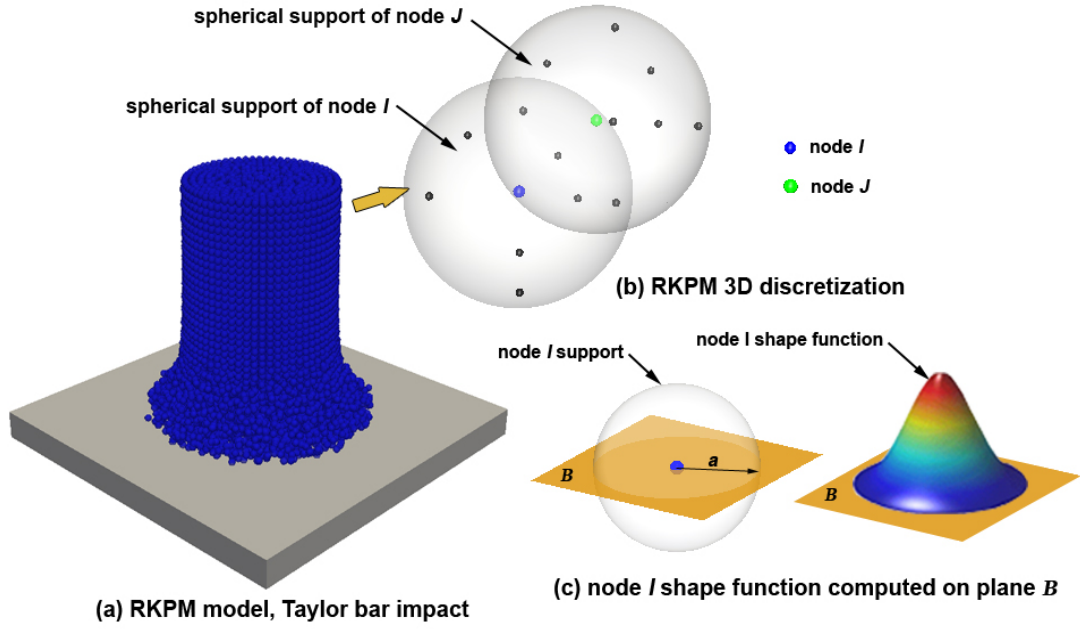 spherical support of node J
spherical support of node I
node I
node J
(b) RKPM 3D discretization
node I support
node I shape function
a
B
B
(a) RKPM model, Taylor bar impact
(c) node I shape function computed on plane B